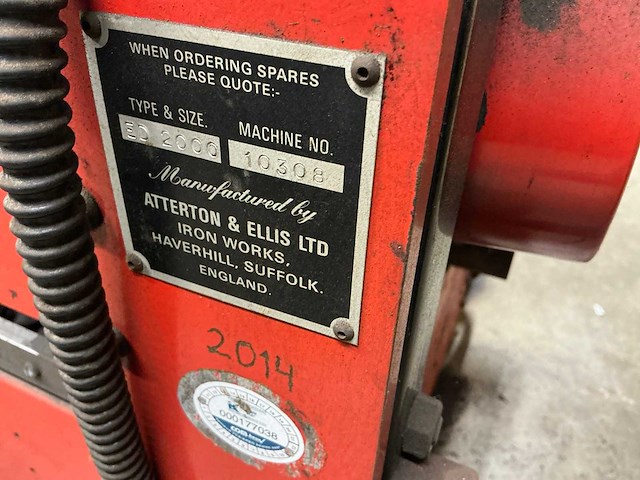 WHEN ORDERING SPARES
PLEASE QUOTE:-
TYPE & SIZE. MACHINE NO.
ED 2000 10308
Manufactured by
ATTERTON & ELLIS LTD
IRON WORKS,
HAVERHILL, SUFFOLK.
ENGLAND.
2014
000177038